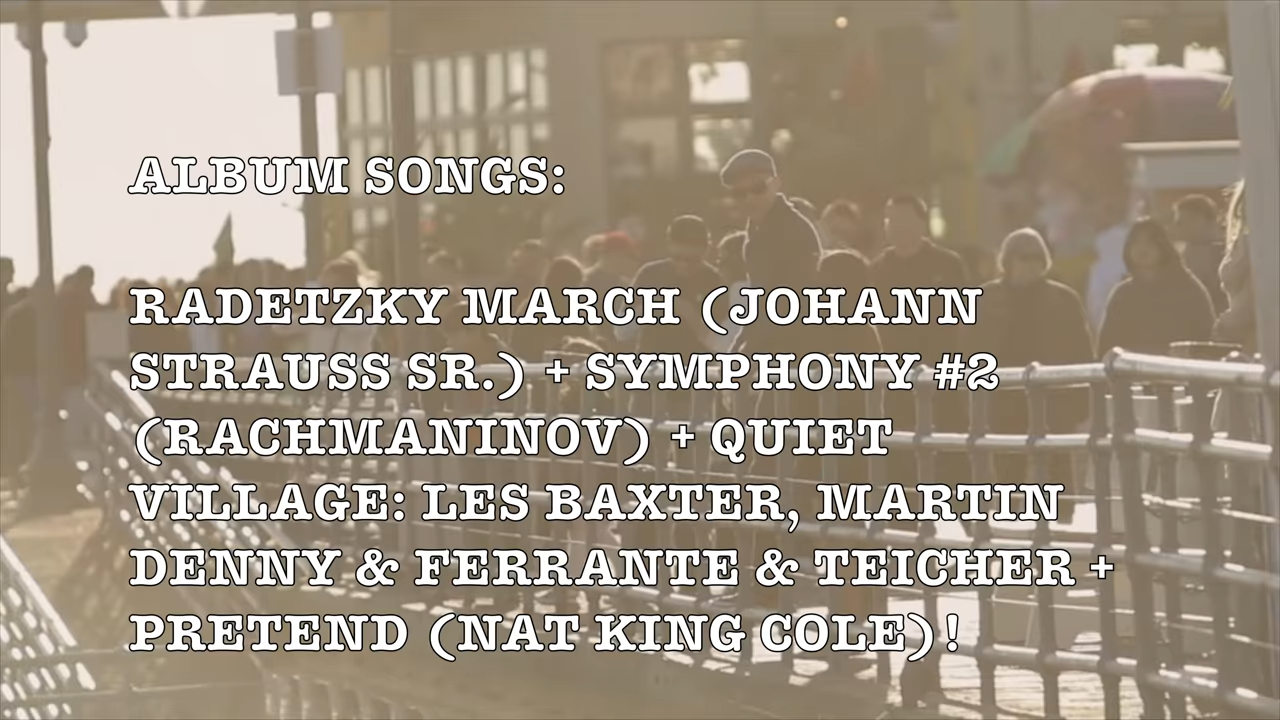 ALBUM SONGS:
RADETZKY MARCH (JOHANN
STRAUSS SR.) + SYMPHONY #2
(RACHMANINOV) + QUIET
VILLAGE: LES BAXTER, MARTIN
DENNY & FERRANTE & TEICHER +
PRETEND (NAT KING COLE)!